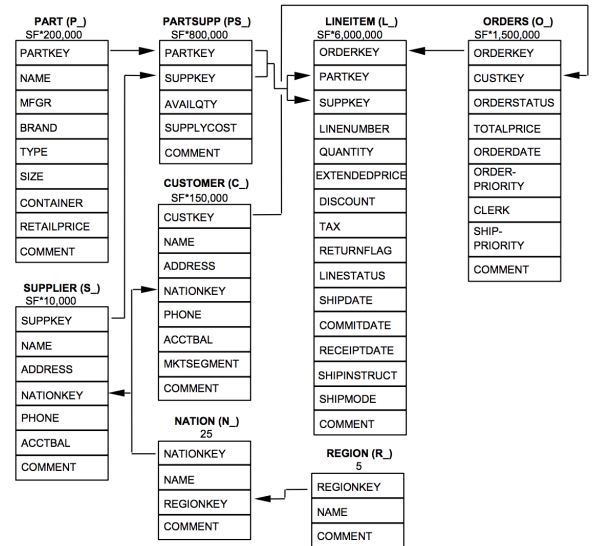 PART (P_)
SF*200,000
PARTKEY
NAME
MFGR
BRAND
TYPE
SIZE
CONTAINER
RETAILPRICE
COMMENT
SUPPLIER (S_)
SF*10,000
SUPPKEY
NAME
ADDRESS
NATIONKEY
PHONE
ACCTBAL
COMMENT
PARTSUPP (PS_)
SF*800,000
PARTKEY
SUPPKEY
AVAILQTY
SUPPLYCOST
COMMENT
CUSTOMER (C_)
SF*150,000
CUSTKEY
NAME
ADDRESS
NATIONKEY
PHONE
ACCTBAL
MKTSEGMENT
COMMENT
NATION (N_)
25
NATIONKEY
NAME
REGIONKEY
COMMENT
LINEITEM (L_)
SF*6,000,000
ORDERKEY
PARTKEY
SUPPKEY
LINENUMBER
QUANTITY
EXTENDEDPRICE
DISCOUNT
TAX
RETURNFLAG
LINESTATUS
SHIPDATE
COMMITDATE
RECEIPTDATE
SHIPINSTRUCT
SHIPMODE
COMMENT
REGION (R_)
5
REGIONKEY
NAME
COMMENT
ORDERS (O_)
SF*1,500,000
ORDERKEY
CUSTKEY
ORDERSTATUS
TOTALPRICE
ORDERDATE
ORDER-
PRIORITY
CLERK
SHIP-
PRIORITY
COMMENT